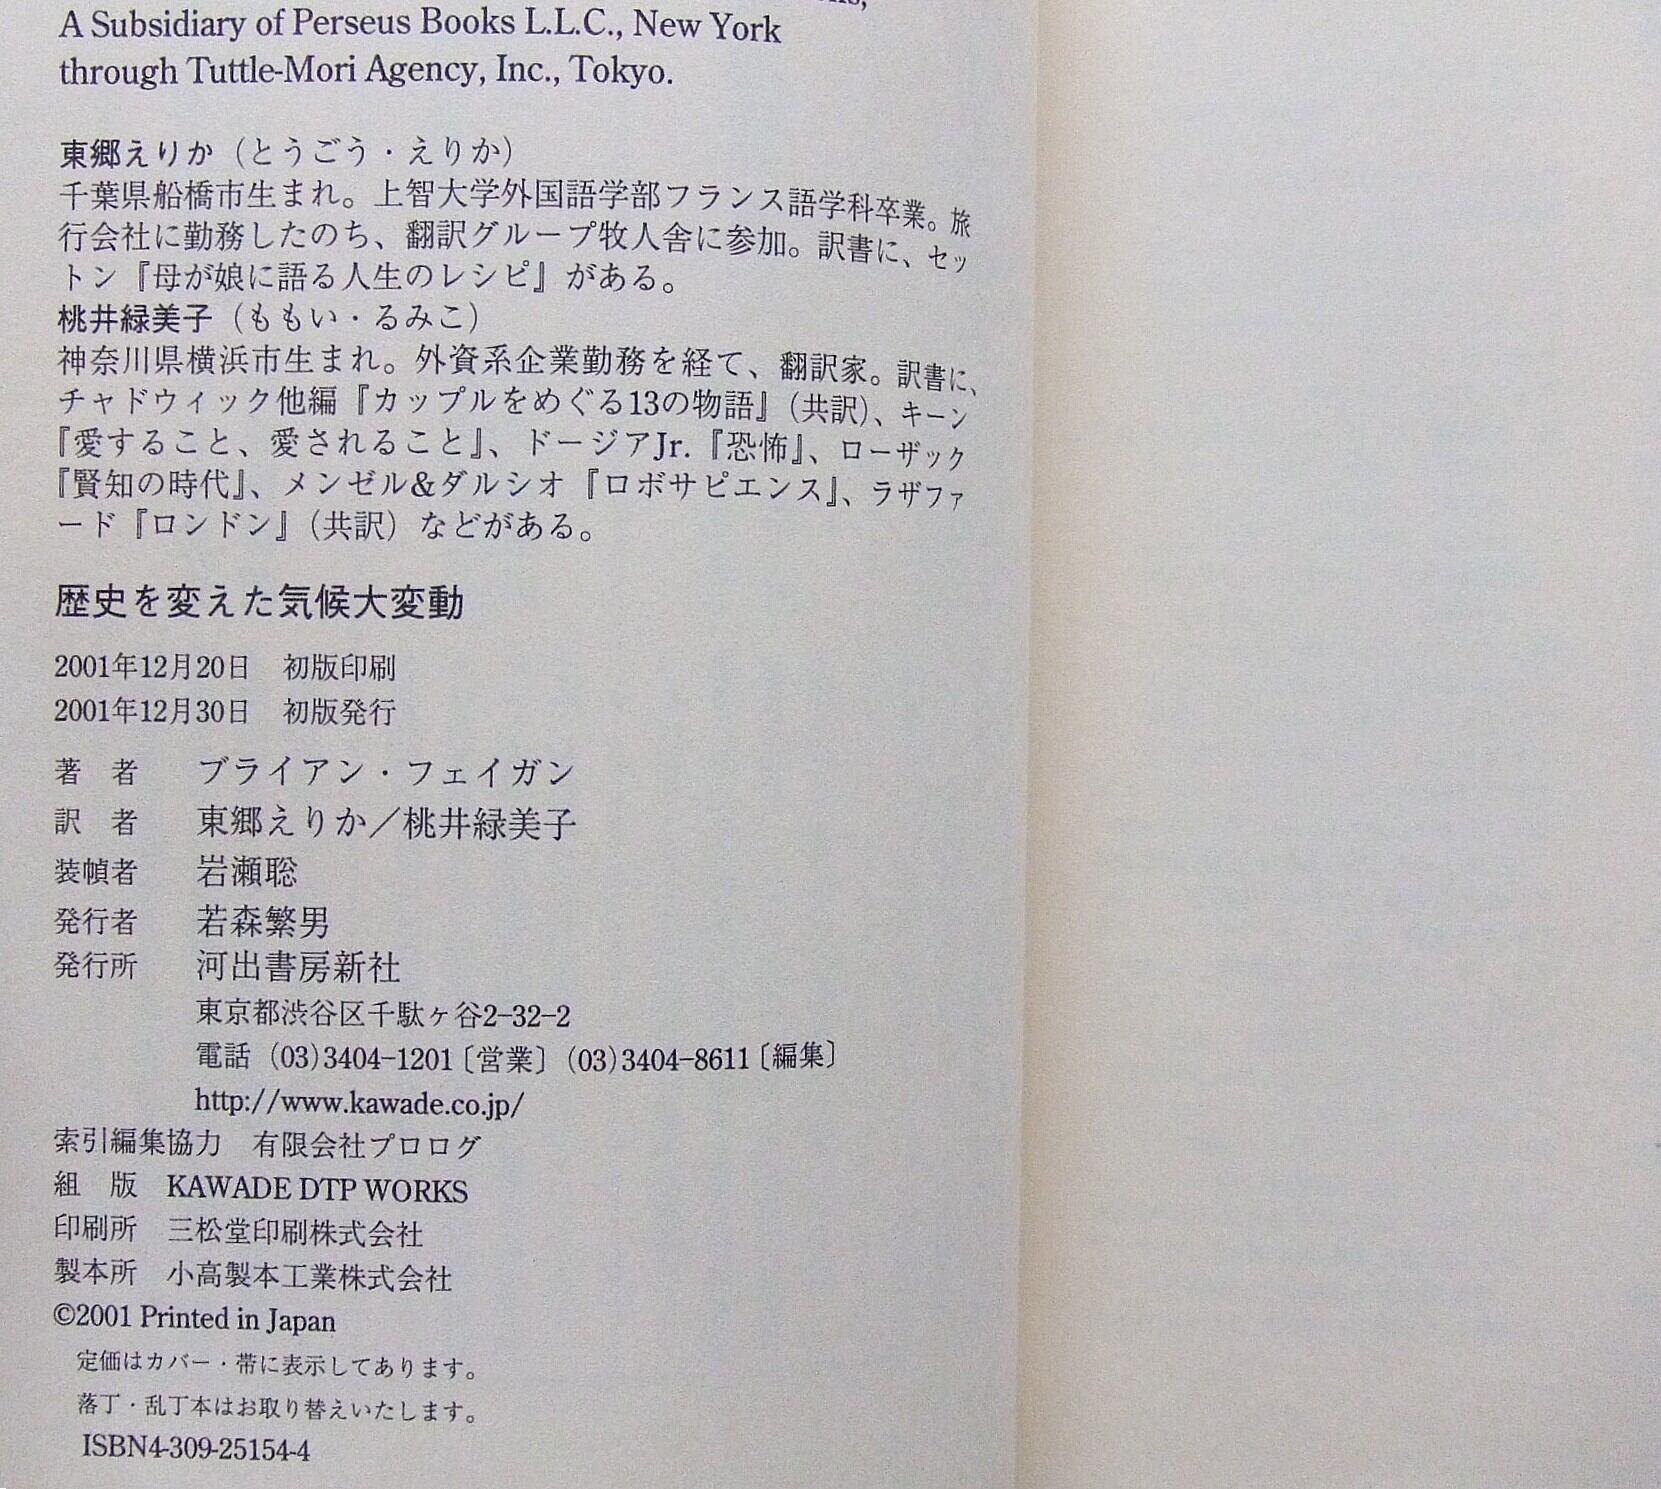 A Subsidiary of Perseus Books L.L.C., New York
through Tuttle-Mori Agency, Inc., Tokyo.
東郷えりか（とうごう・えりか）
千葉県船橋市生まれ。上智大学外国語学部フランス語学科卒業。旅
行会社に勤務したのち、翻訳グループ牧人舎に参加。訳書に、セッ
トン『母が娘に語る人生のレシピ』がある。
桃井緑美子（ももい・るみこ）
神奈川県横浜市生まれ。外資系企業勤務を経て、翻訳家。訳書に、
チャドウィック他編『カップルをめぐる13の物語』（共訳）、キーン
『愛すること、愛されること』、ドージアJr.『恐怖』、ローザック
『賢知の時代』、メンゼル&ダルシオ『ロボサピエンス』、ラザファ
ード『ロンドン』（共訳）などがある。
歴史を変えた気候大変動
2001年12月20日　初版印刷
2001年12月30日　初版発行
著　者　ブライアン・フェイガン
訳　者　東郷えりか／桃井緑美子
装幀者　岩瀬聡
発行者　若森繁男
発行所　河出書房新社
東京都渋谷区千駄ヶ谷2-32-2
電話 (03)3404-1201〔営業〕(03)3404-8611〔編集〕
http://www.kawade.co.jp/
索引編集協力　有限会社プロログ
組　版　KAWADE DTP WORKS
印刷所　三松堂印刷株式会社
製本所　小高製本工業株式会社
©2001 Printed in Japan
定価はカバー・帯に表示してあります。
落丁・乱丁本はお取り替えいたします。
ISBN4-309-25154-4